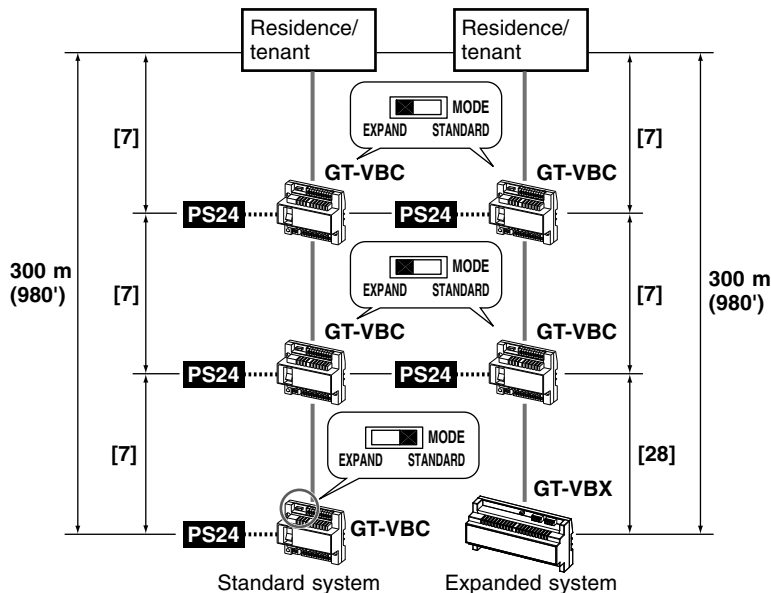 Residence/
tenant
Residence/
tenant
MODE
EXPAND STANDARD
[7]
[7]
GT-VBC
GT-VBC
PS24
PS24
300 m
(980')
MODE
EXPAND STANDARD
[7]
[7]
300 m
(980')
GT-VBC
GT-VBC
PS24
PS24
MODE
EXPAND STANDARD
[7]
[28]
GT-VBX
PS24
GT-VBC
Standard system
Expanded system